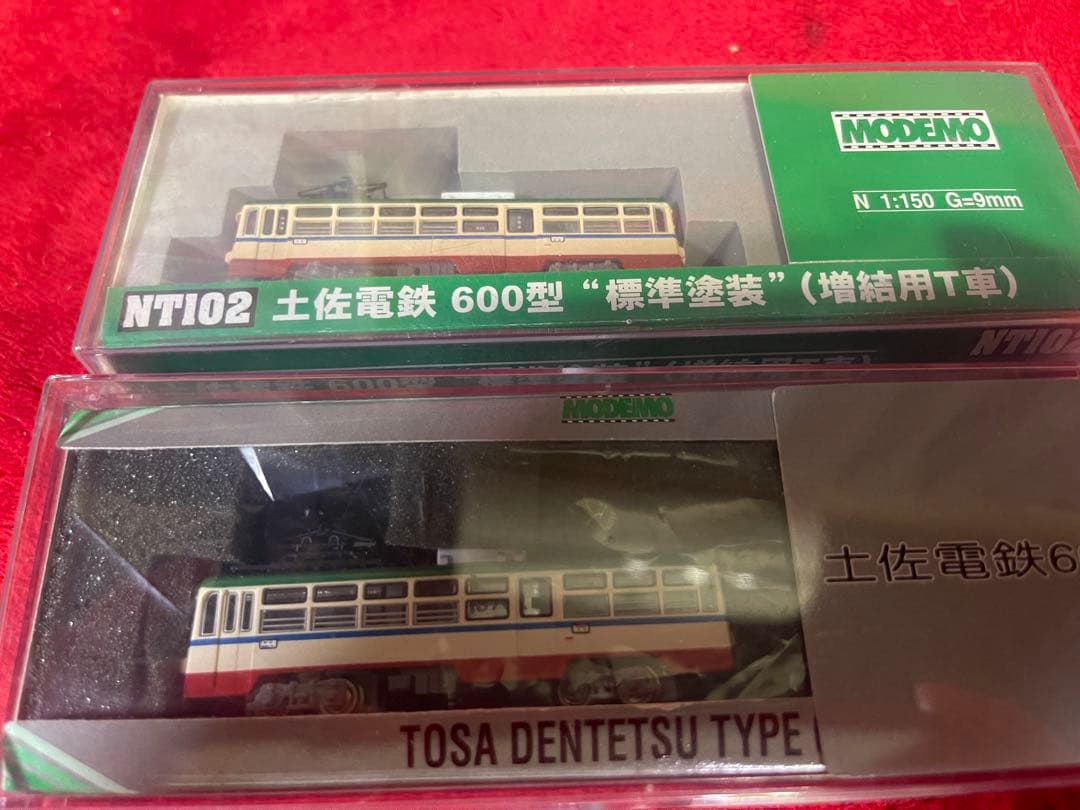 MODEMO
N 1:150 G=9mm
NT102 土佐電鉄 600型 “標準塗装” (増結用T車)
NT102
MODEMO
土佐電鉄6
TOSA DENTETSU TYPE